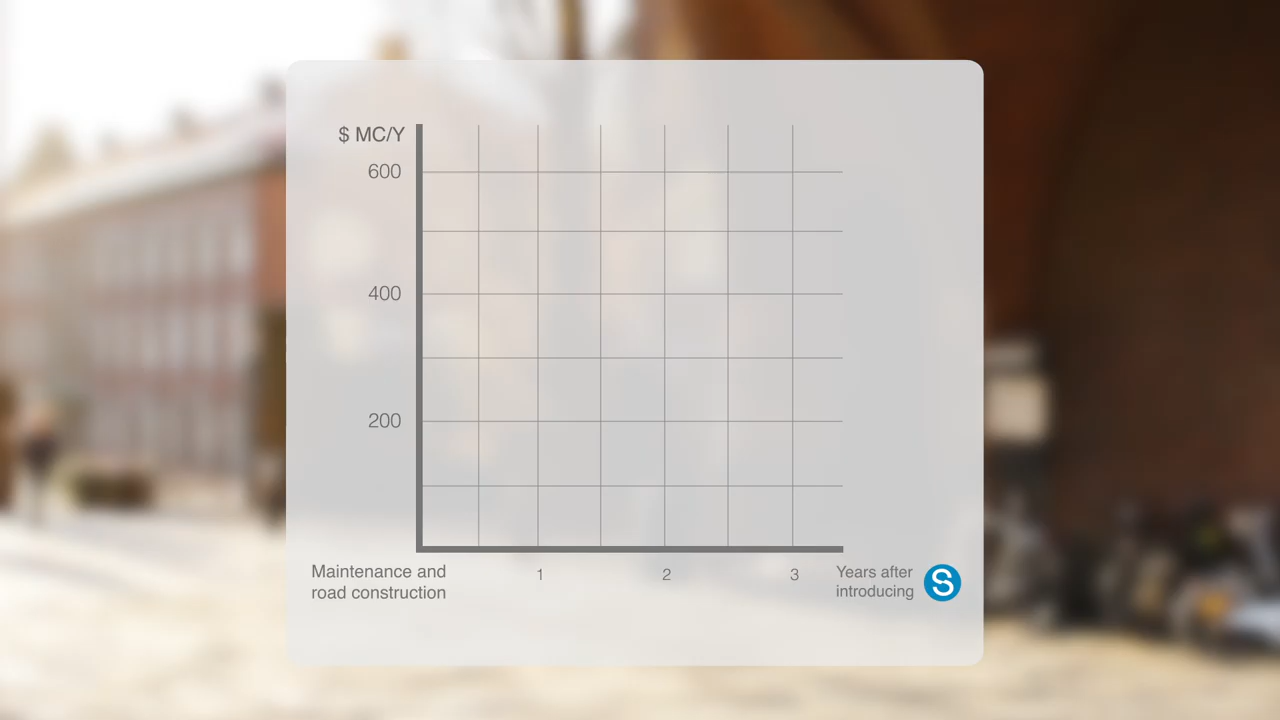 $ MC/Y
600
400
200
Maintenance and
road construction
1
2
3
Years after
introducing
S